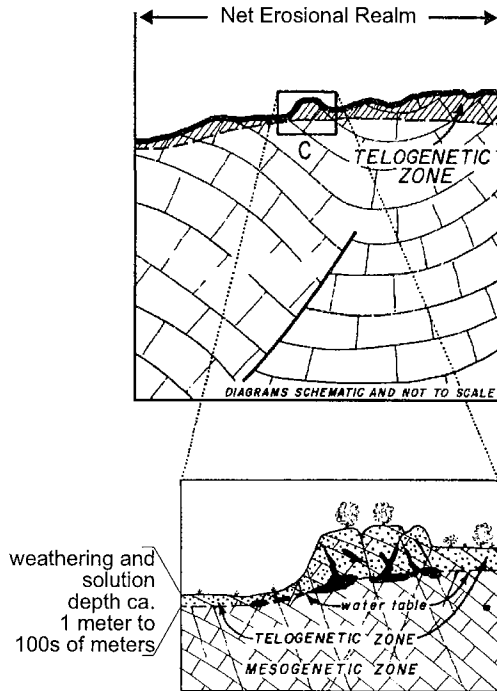 Net Erosional Realm
C
TELOGENETIC
ZONE
DIAGRAMS SCHEMATIC AND NOT TO SCALE
weathering and
solution
depth ca.
1 meter to
100s of meters
water table
TELOGENETIC ZONE
MESOGENETIC ZONE